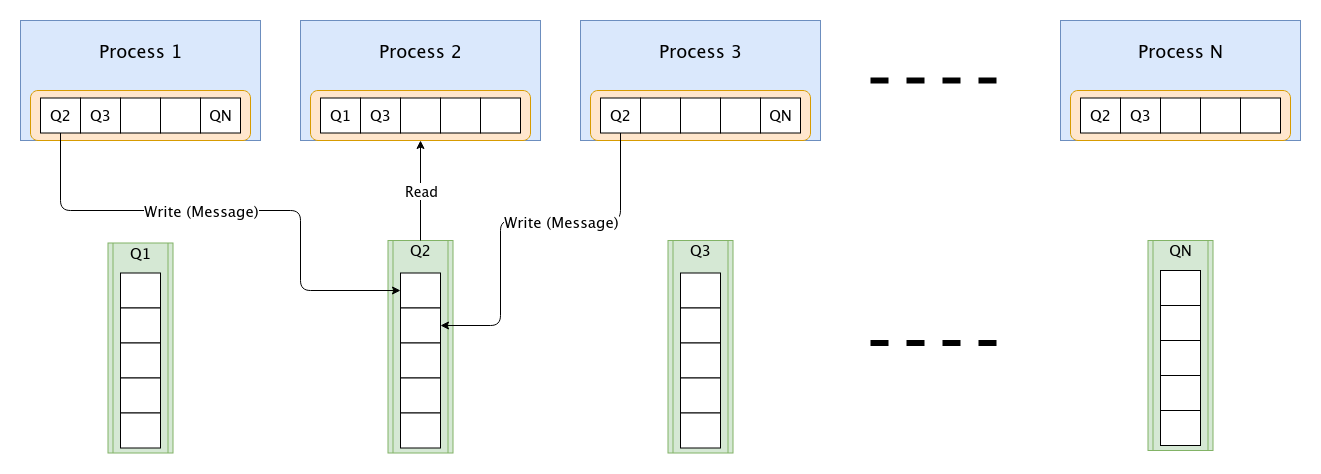 Process 1 Process 2 Process 3 Process N
Q2 Q3 QN Q1 Q3 Q2 QN Q2 Q3
Read
Write (Message) Write (Message)
Q1 Q2 Q3 QN